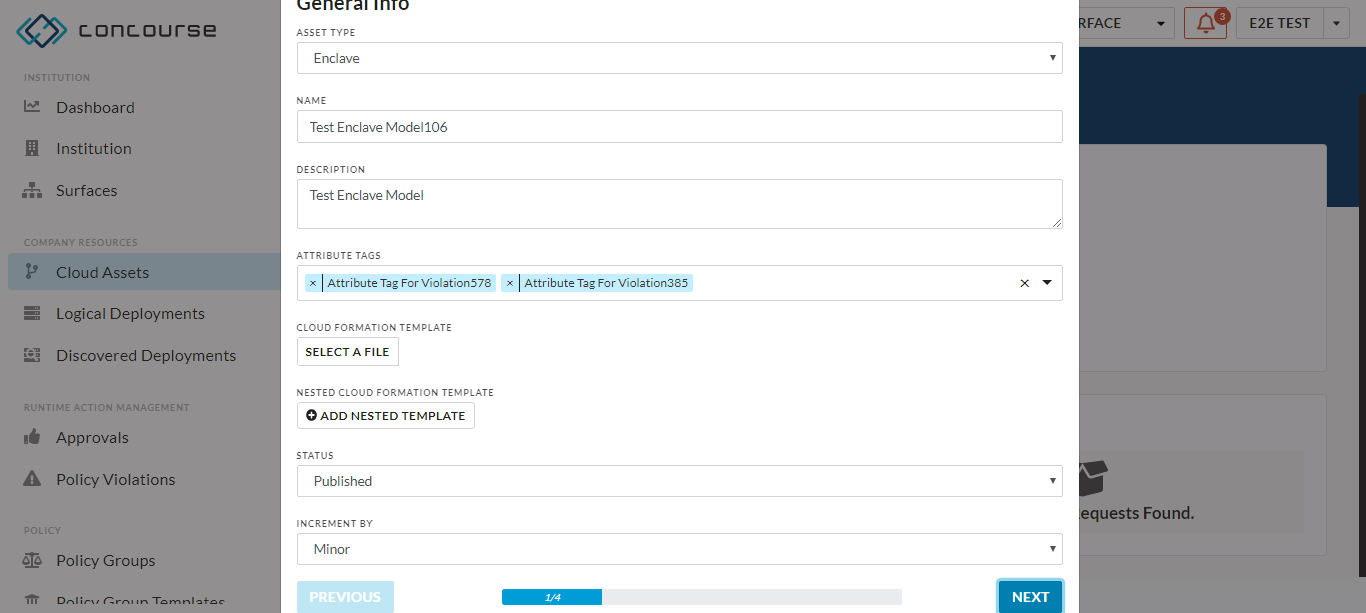 concourse
INSTITUTION
Dashboard
Institution
Surfaces
COMPANY RESOURCES
Cloud Assets
Logical Deployments
Discovered Deployments
RUNTIME ACTION MANAGEMENT
Approvals
Policy Violations
POLICY
Policy Groups
Policy Group Templates
General Info
ASSET TYPE
Enclave
NAME
Test Enclave Model106
DESCRIPTION
Test Enclave Model
ATTRIBUTE TAGS
× Attribute Tag For Violation578 × Attribute Tag For Violation385
CLOUD FORMATION TEMPLATE
SELECT A FILE
NESTED CLOUD FORMATION TEMPLATE
ADD NESTED TEMPLATE
STATUS
Published
INCREMENT BY
Minor
PREVIOUS
1/4
NEXT
RFACE
3
E2E TEST
equests Found.